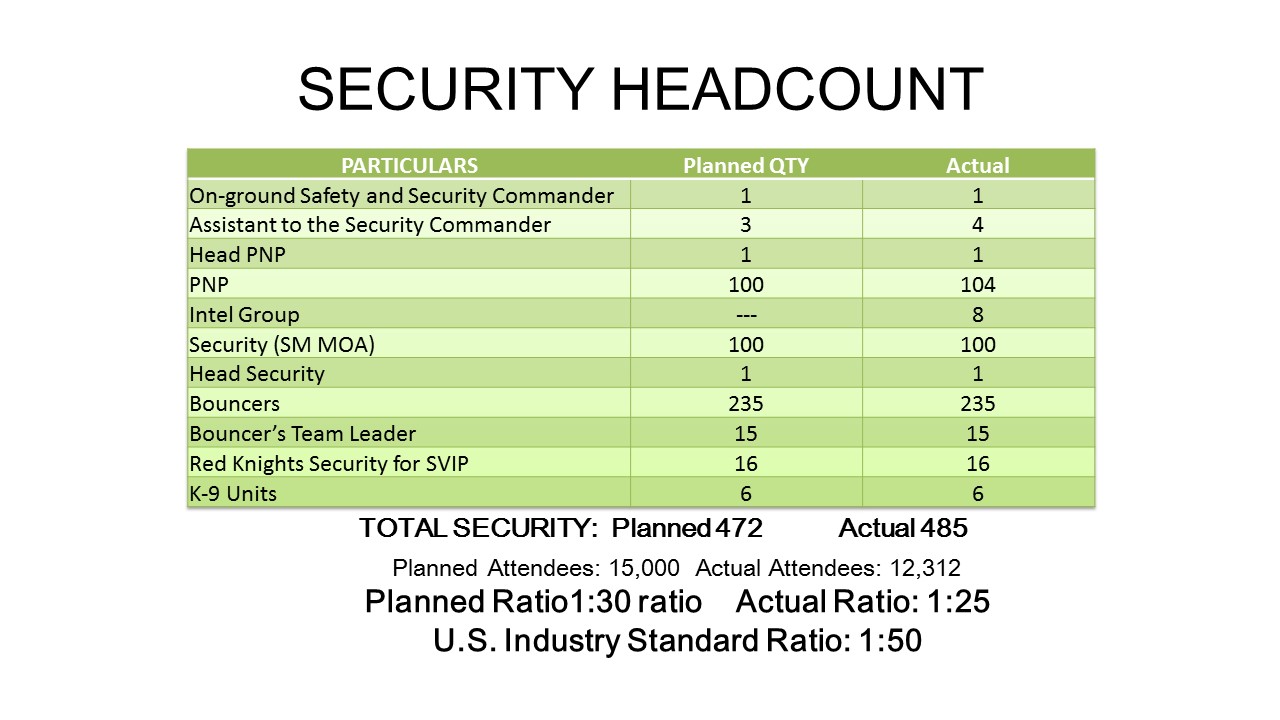 SECURITY HEADCOUNT
PARTICULARS Planned QTY Actual
On-ground Safety and Security Commander 1 1
Assistant to the Security Commander 3 4
Head PNP 1 1
PNP 100 104
Intel Group --- 8
Security (SM MOA) 100 100
Head Security 1 1
Bouncers 235 235
Bouncer’s Team Leader 15 15
Red Knights Security for SVIP 16 16
K-9 Units 6 6
TOTAL SECURITY: Planned 472 Actual 485
Planned Attendees: 15,000 Actual Attendees: 12,312
Planned Ratio1:30 ratio Actual Ratio: 1:25
U.S. Industry Standard Ratio: 1:50